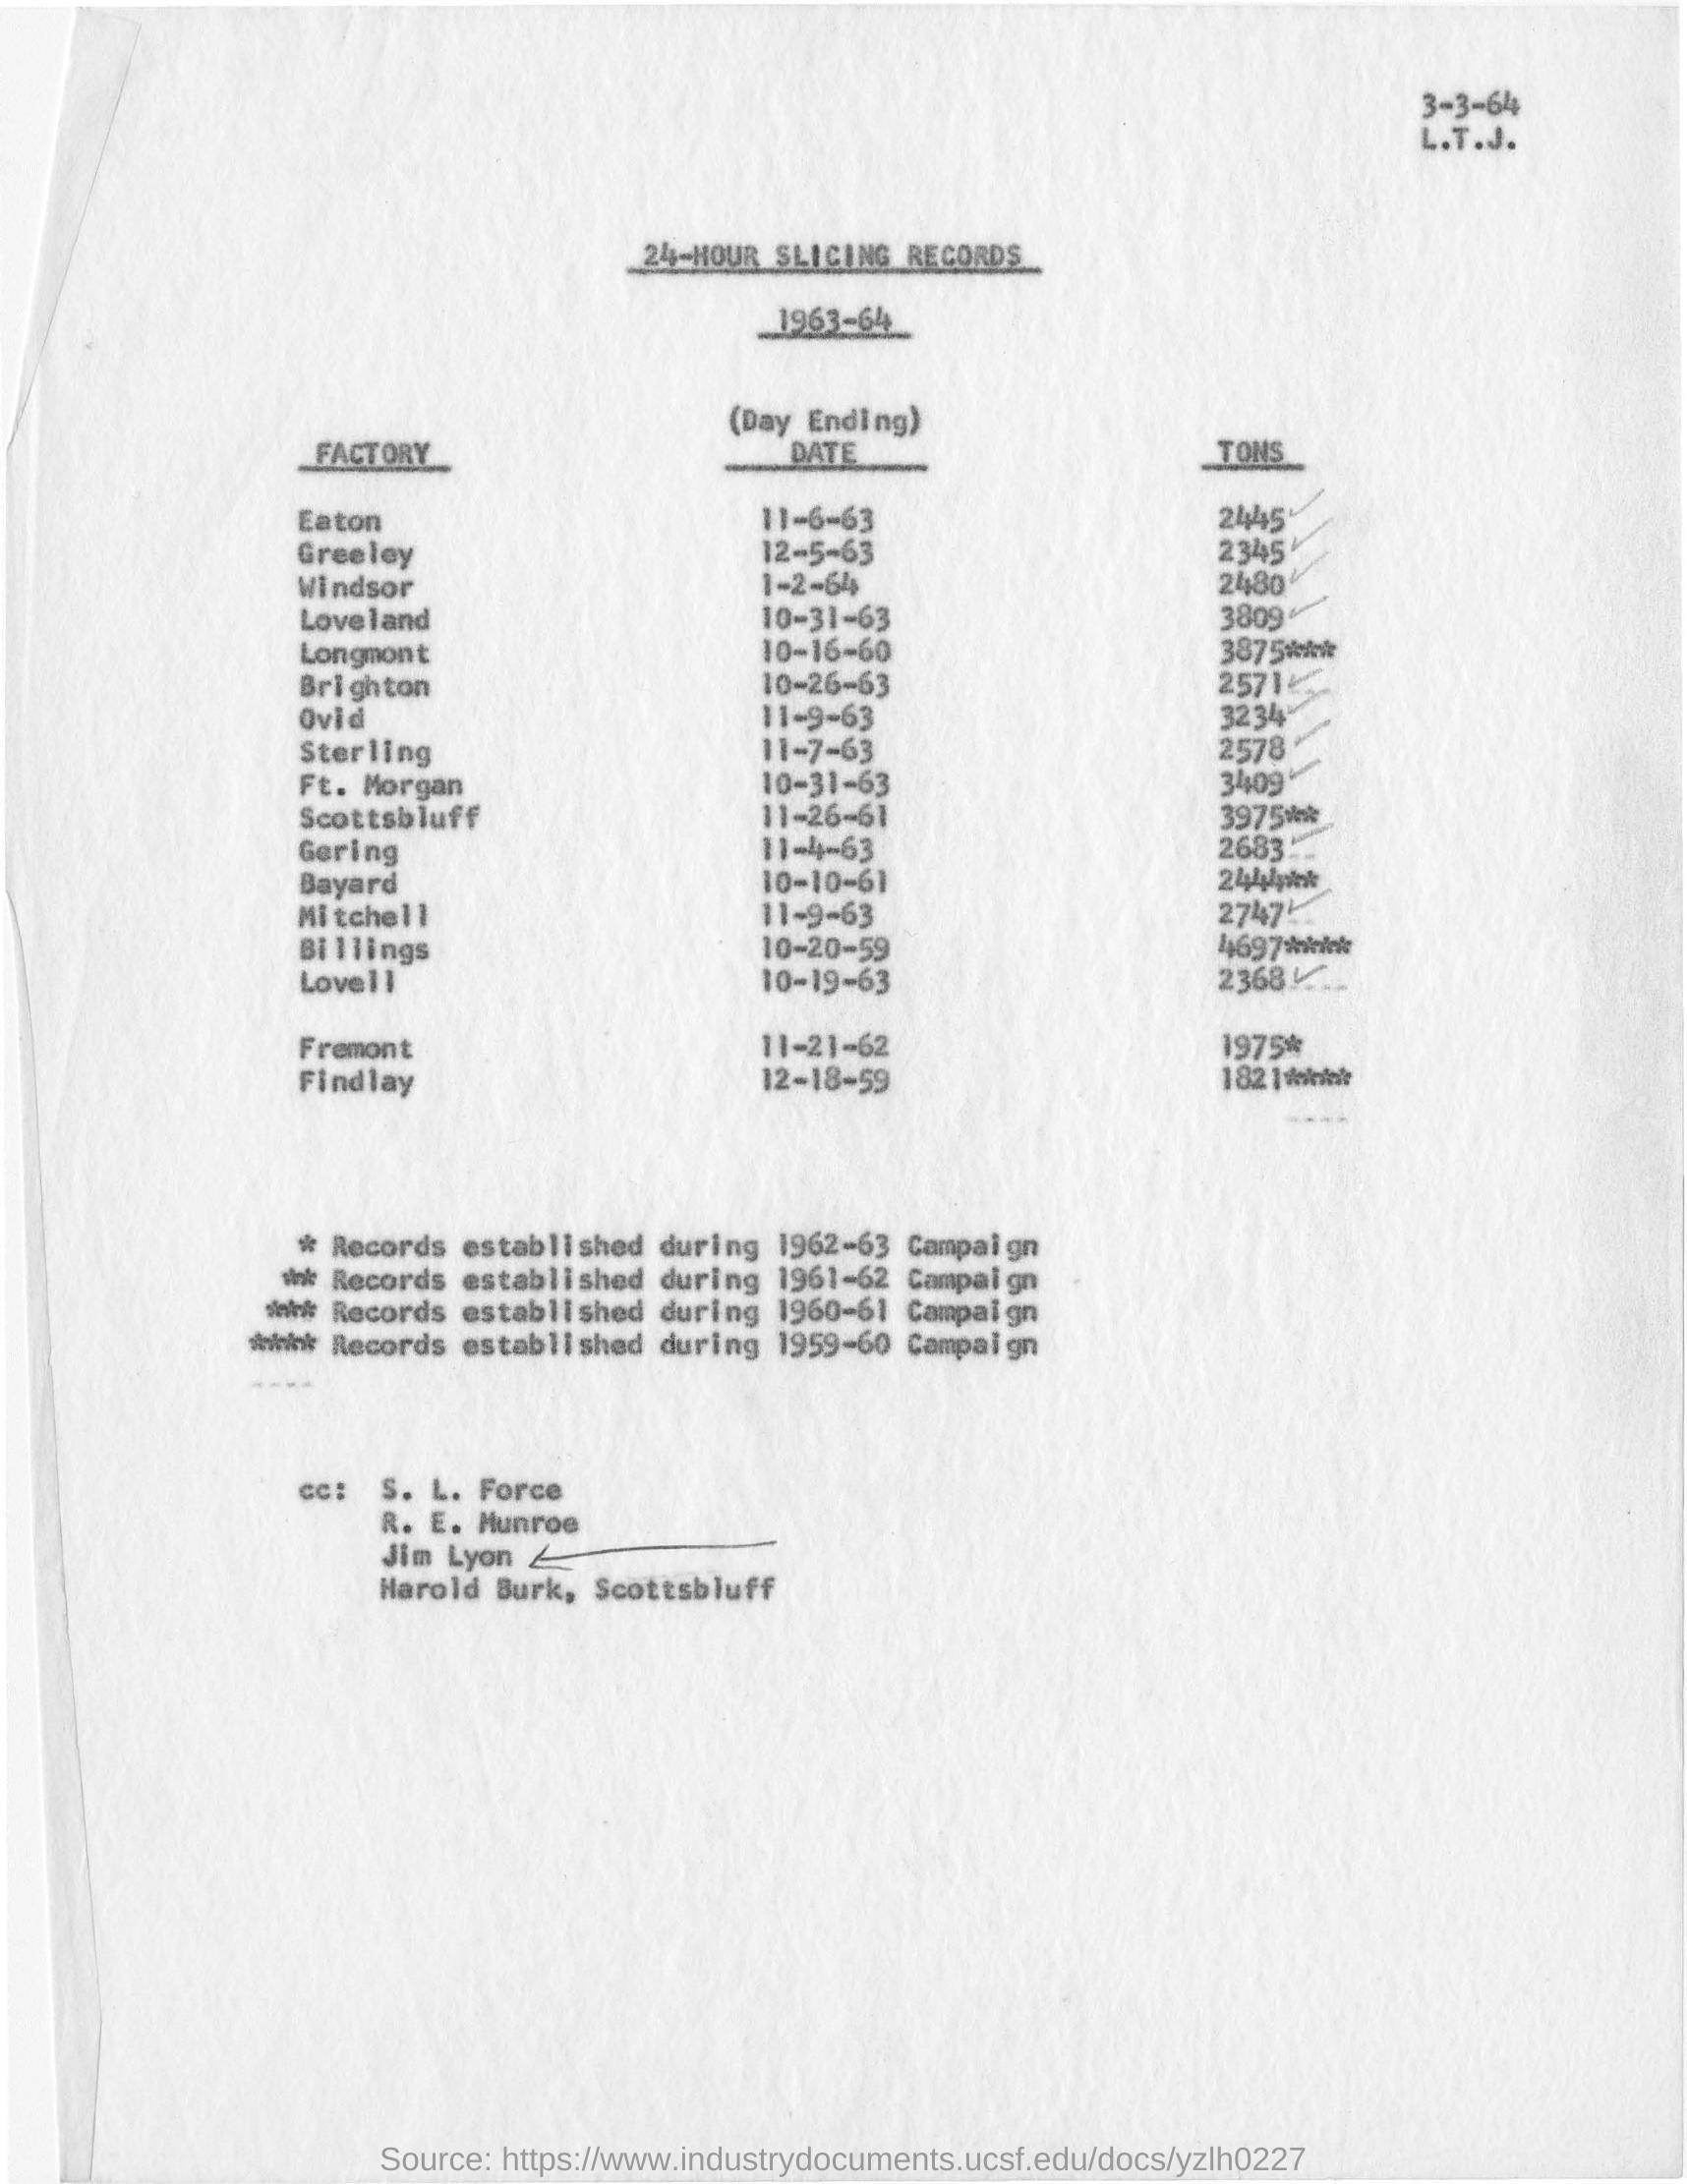 3-3-64
L.T.J.
24-HOUR SLICING RECORDS
1963-64
(Day Ending)
FACTORY DATE TONS
Eaton 11-6-63 2445
Greeley 12-5-63 2345
Windsor 1-2-64 2480
Loveland 10-31-63 3809
Longmont 10-16-60 3875***
Brighton 10-26-63 2571
Ovid 11-9-63 3234
Sterling 11-7-63 2578
Ft. Morgan 10-31-63 3409
Scottsbluff 11-26-61 3975**
Gering 11-4-63 2683
Bayard 10-10-61 2444**
Mitchell 11-9-63 2747
Billings 10-20-59 4697****
Lovell 10-19-63 2368
Fremont 11-21-62 1975*
Findlay 12-18-59 1821****
* Records established during 1962-63 Campaign
** Records established during 1961-62 Campaign
*** Records established during 1960-61 Campaign
**** Records established during 1959-60 Campaign
cc: S. L. Force
R. E. Munroe
Jim Lyon
Harold Burk, Scottsbluff
Source: https://www.industrydocuments.ucsf.edu/docs/yzlh0227